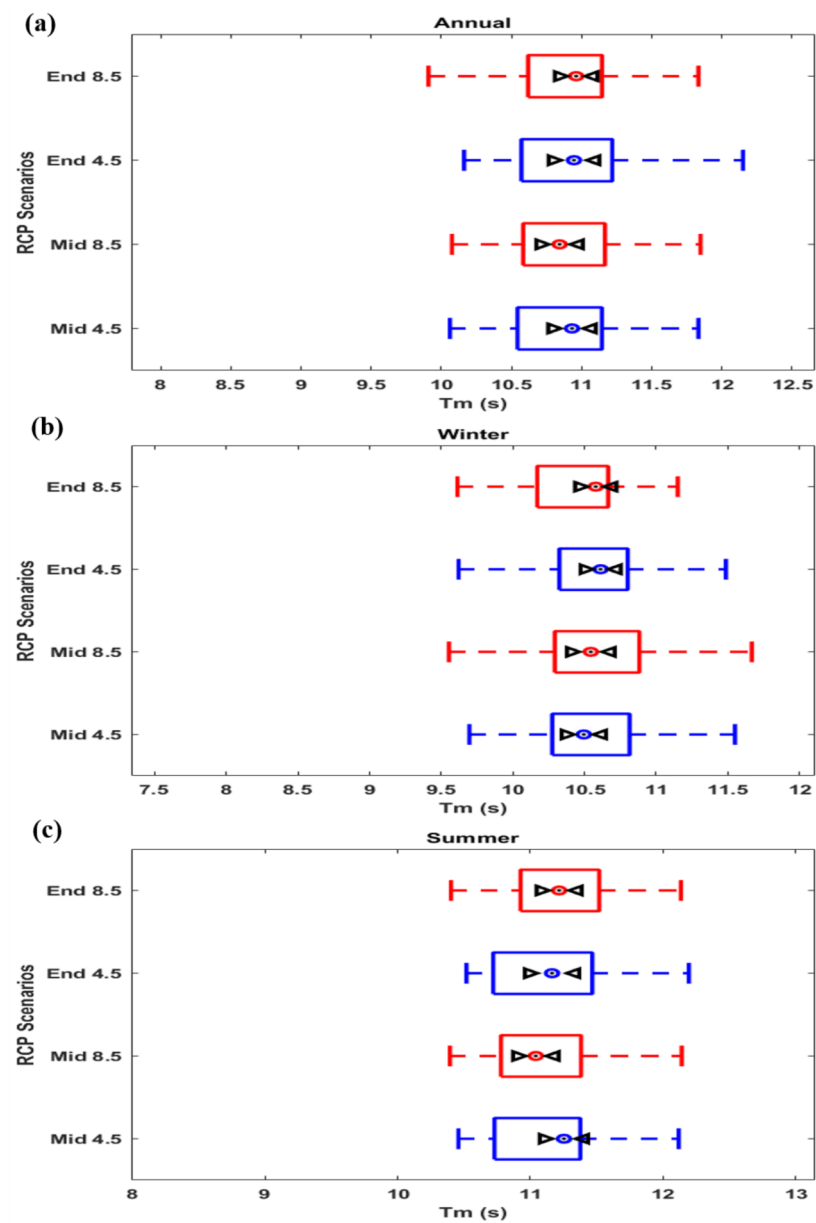 (a)
Annual
RCP Scenarios
End 8.5
End 4.5
Mid 8.5
Mid 4.5
8 8.5 9 9.5 10 10.5 11 11.5 12 12.5
Tm (s)
(b)
Winter
RCP Scenarios
End 8.5
End 4.5
Mid 8.5
Mid 4.5
7.5 8 8.5 9 9.5 10 10.5 11 11.5 12
Tm (s)
(c)
Summer
RCP Scenarios
End 8.5
End 4.5
Mid 8.5
Mid 4.5
8 9 10 11 12 13
Tm (s)